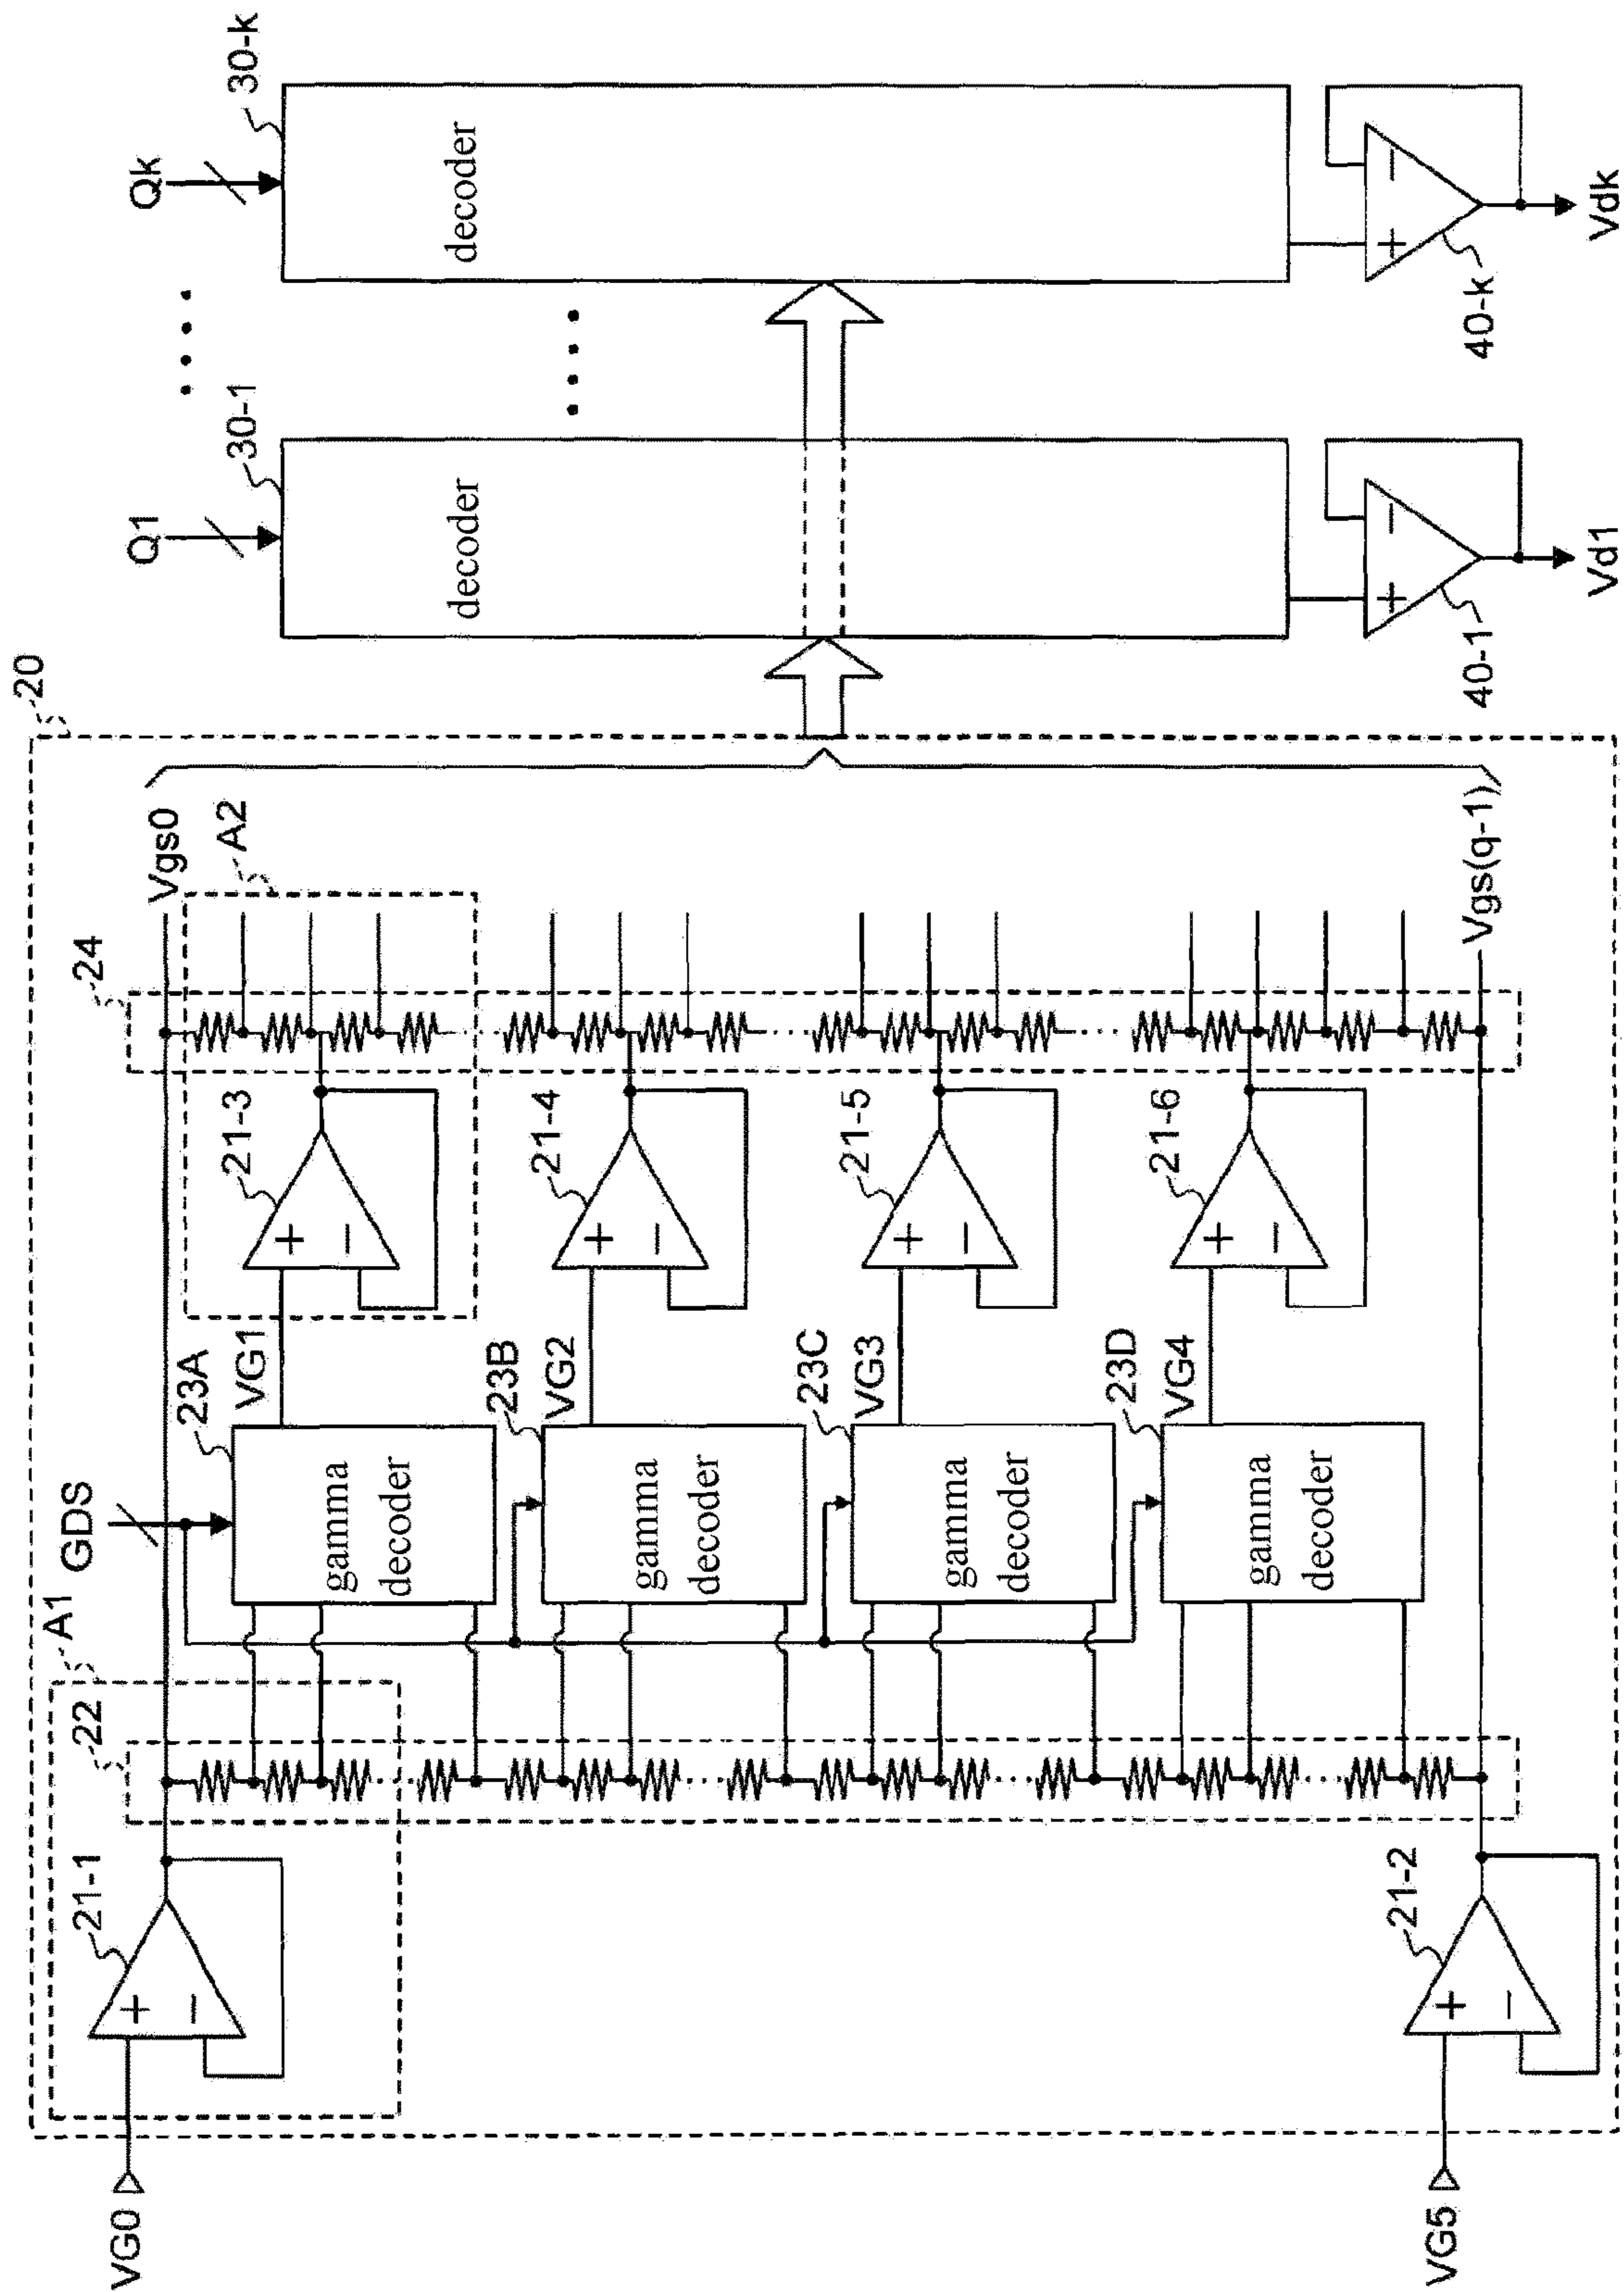 20
VG0
21-1
A1
22
GDS
23A
gamma
decoder
VG1
21-3
24
Vgs0
A2
23B
gamma
decoder
VG2
21-4
23C
gamma
decoder
VG3
21-5
23D
gamma
decoder
VG4
21-6
VG5
21-2
Vgs(q-1)
Q1
30-1
decoder
40-1
Vd1
Qk
30-k
decoder
40-k
Vdk
+
−
+
−
+
−
+
−
+
−
+
−
+
−
+
−